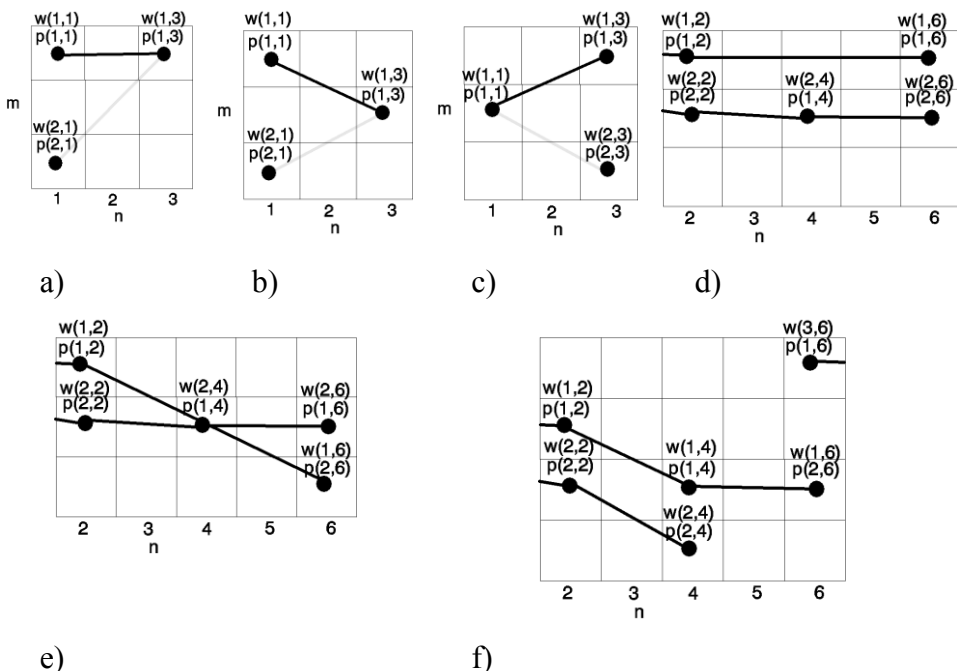 w(1,1) w(1,3)
p(1,1) p(1,3)
m
w(2,1)
p(2,1)
1 2 3
n
a)
w(1,1)
p(1,1)
w(1,3)
p(1,3)
w(2,1)
p(2,1)
1 2 3
n
b)
w(1,3)
p(1,3)
w(1,1)
m p(1,1)
w(2,3)
p(2,3)
1 2 3
n
c)
w(1,2) w(1,6)
p(1,2) p(1,6)
w(2,2) w(2,4) w(2,6)
p(2,2) p(1,4) p(2,6)
2 3 4 5 6
n
d)
w(1,2)
p(1,2)
w(2,2) w(2,4) w(2,6)
p(2,2) p(1,4) p(1,6)
w(1,6)
p(2,6)
2 3 4 5 6
n
e)
w(3,6)
p(1,6)
w(1,2)
p(1,2)
w(2,2) w(1,4) w(1,6)
p(2,2) p(1,4) p(2,6)
w(2,4)
p(2,4)
2 3 4 5 6
n
f)